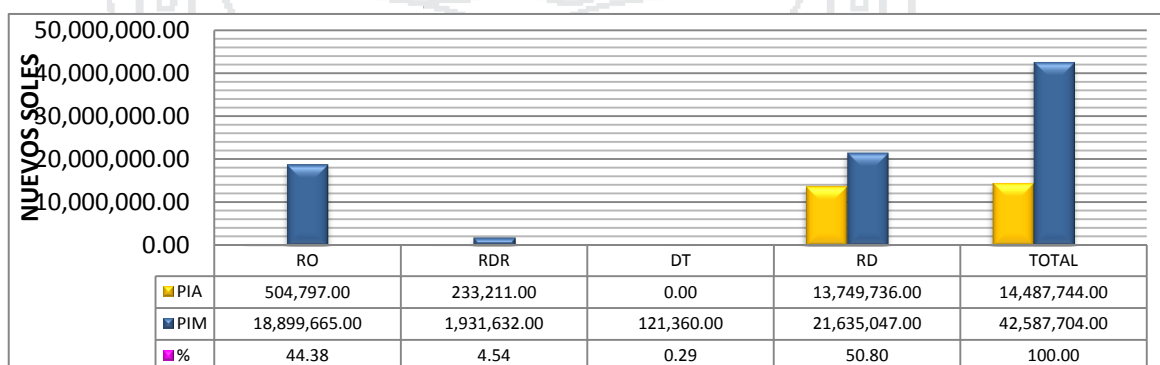 NUEVOS SOLES
50,000,000.00
40,000,000.00
30,000,000.00
20,000,000.00
10,000,000.00
0.00
RO RDR DT RD TOTAL
PIA 504,797.00 233,211.00 0.00 13,749,736.00 14,487,744.00
PIM 18,899,665.00 1,931,632.00 121,360.00 21,635,047.00 42,587,704.00
% 44.38 4.54 0.29 50.80 100.00